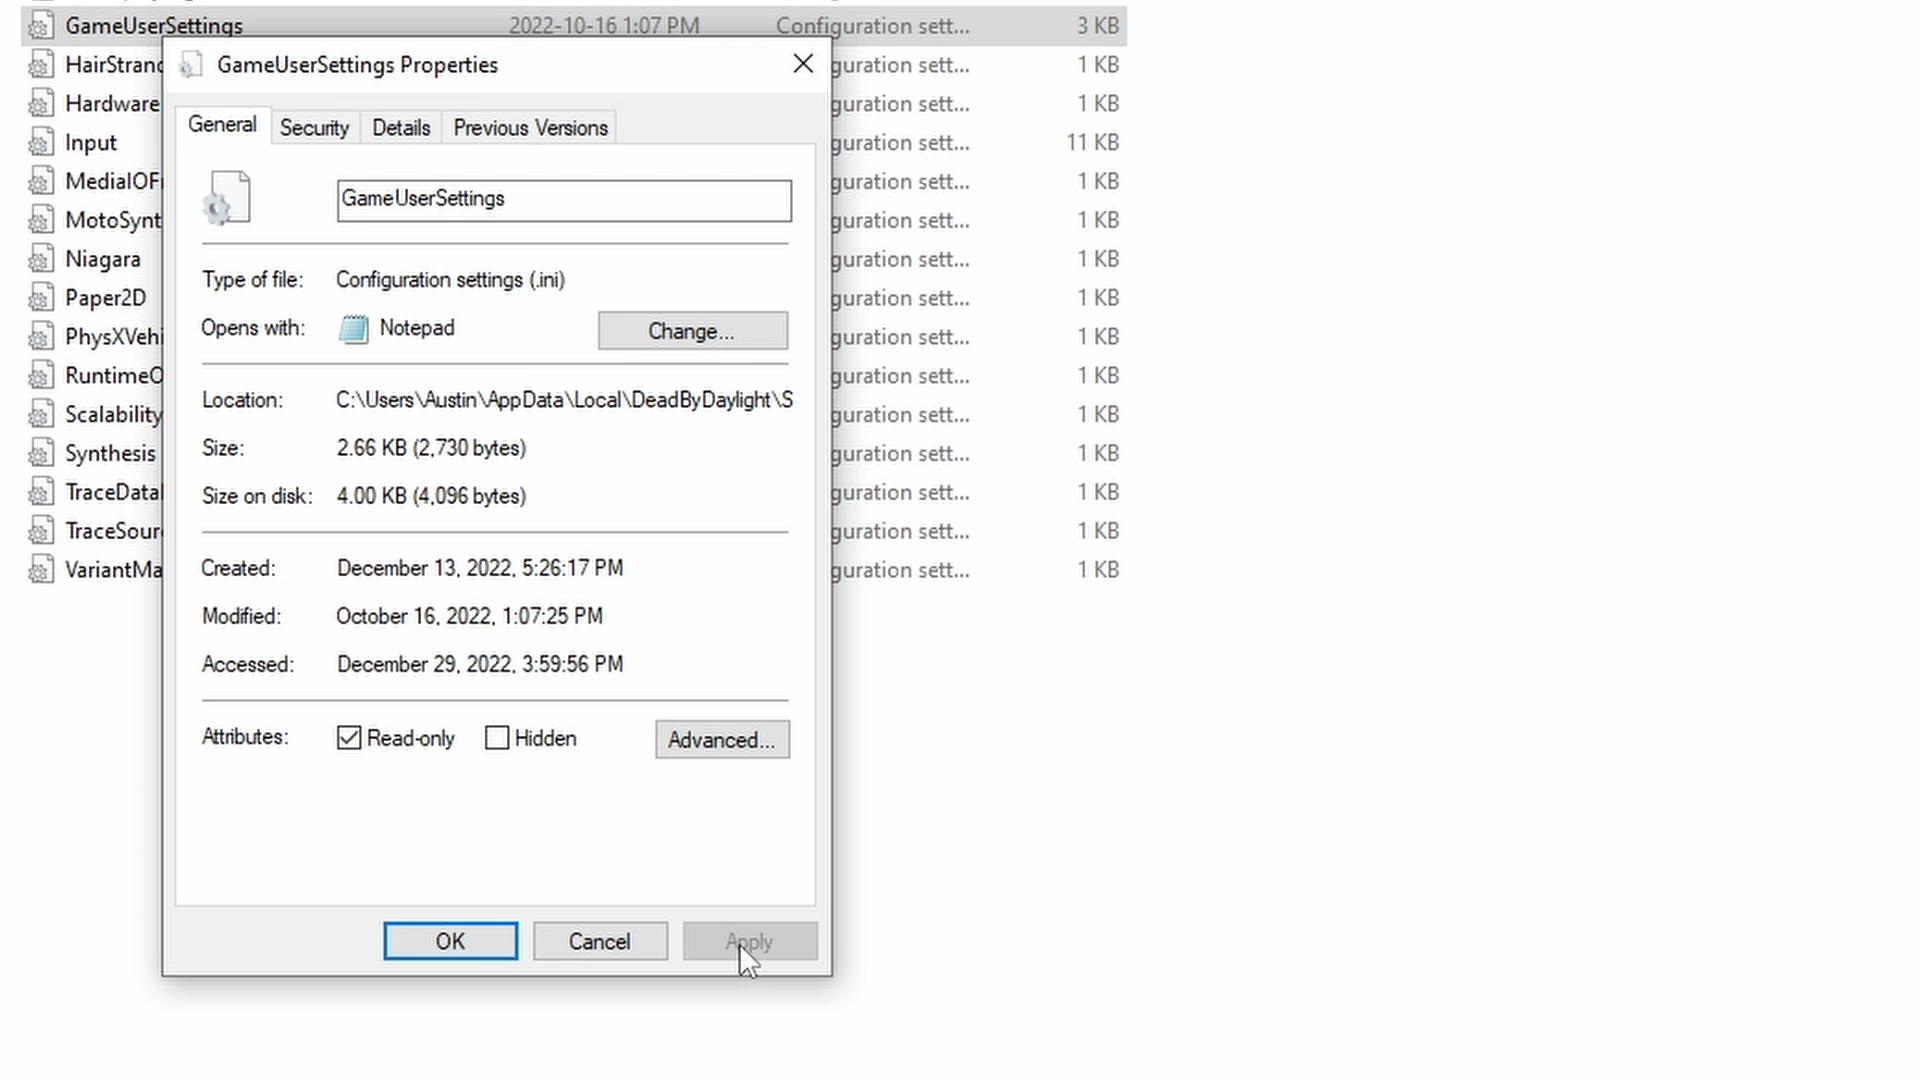 GameUserSettings 2022-10-16 1:07 PM Configuration sett... 3 KB
GameUserSettings Properties
HairStranc guration sett... 1 KB
Hardware guration sett... 1 KB
General Security Details Previous Versions
Input guration sett... 11 KB
MediaIOFr guration sett... 1 KB
GameUserSettings
MotoSynt guration sett... 1 KB
Niagara guration sett... 1 KB
Type of file: Configuration settings (.ini)
Paper2D guration sett... 1 KB
Opens with: Notepad Change...
PhysXVehi guration sett... 1 KB
RuntimeO guration sett... 1 KB
Location: C:\Users\Austin\AppData\Local\DeadByDaylight\S
Scalability guration sett... 1 KB
Size: 2.66 KB (2,730 bytes)
Synthesis guration sett... 1 KB
Size on disk: 4.00 KB (4,096 bytes)
TraceDatal guration sett... 1 KB
TraceSour guration sett... 1 KB
Created: December 13, 2022, 5:26:17 PM
VariantMa guration sett... 1 KB
Modified: October 16, 2022, 1:07:25 PM
Accessed: December 29, 2022, 3:59:56 PM
Attributes: Read-only Hidden Advanced...
OK Cancel Apply